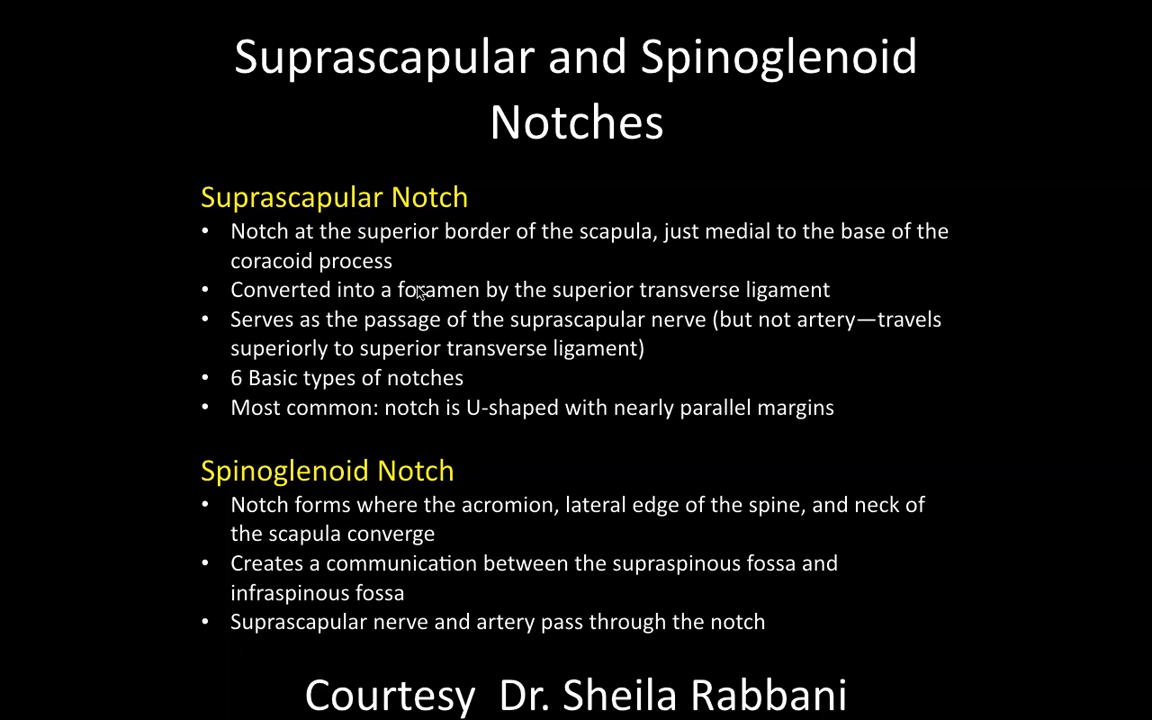 Suprascapular and Spinoglenoid
Notches
Suprascapular Notch
• Notch at the superior border of the scapula, just medial to the base of the
coracoid process
• Converted into a foramen by the superior transverse ligament
• Serves as the passage of the suprascapular nerve (but not artery—travels
superiorly to superior transverse ligament)
• 6 Basic types of notches
• Most common: notch is U-shaped with nearly parallel margins
Spinoglenoid Notch
• Notch forms where the acromion, lateral edge of the spine, and neck of
the scapula converge
• Creates a communication between the supraspinous fossa and
infraspinous fossa
• Suprascapular nerve and artery pass through the notch
Courtesy Dr. Sheila Rabbani